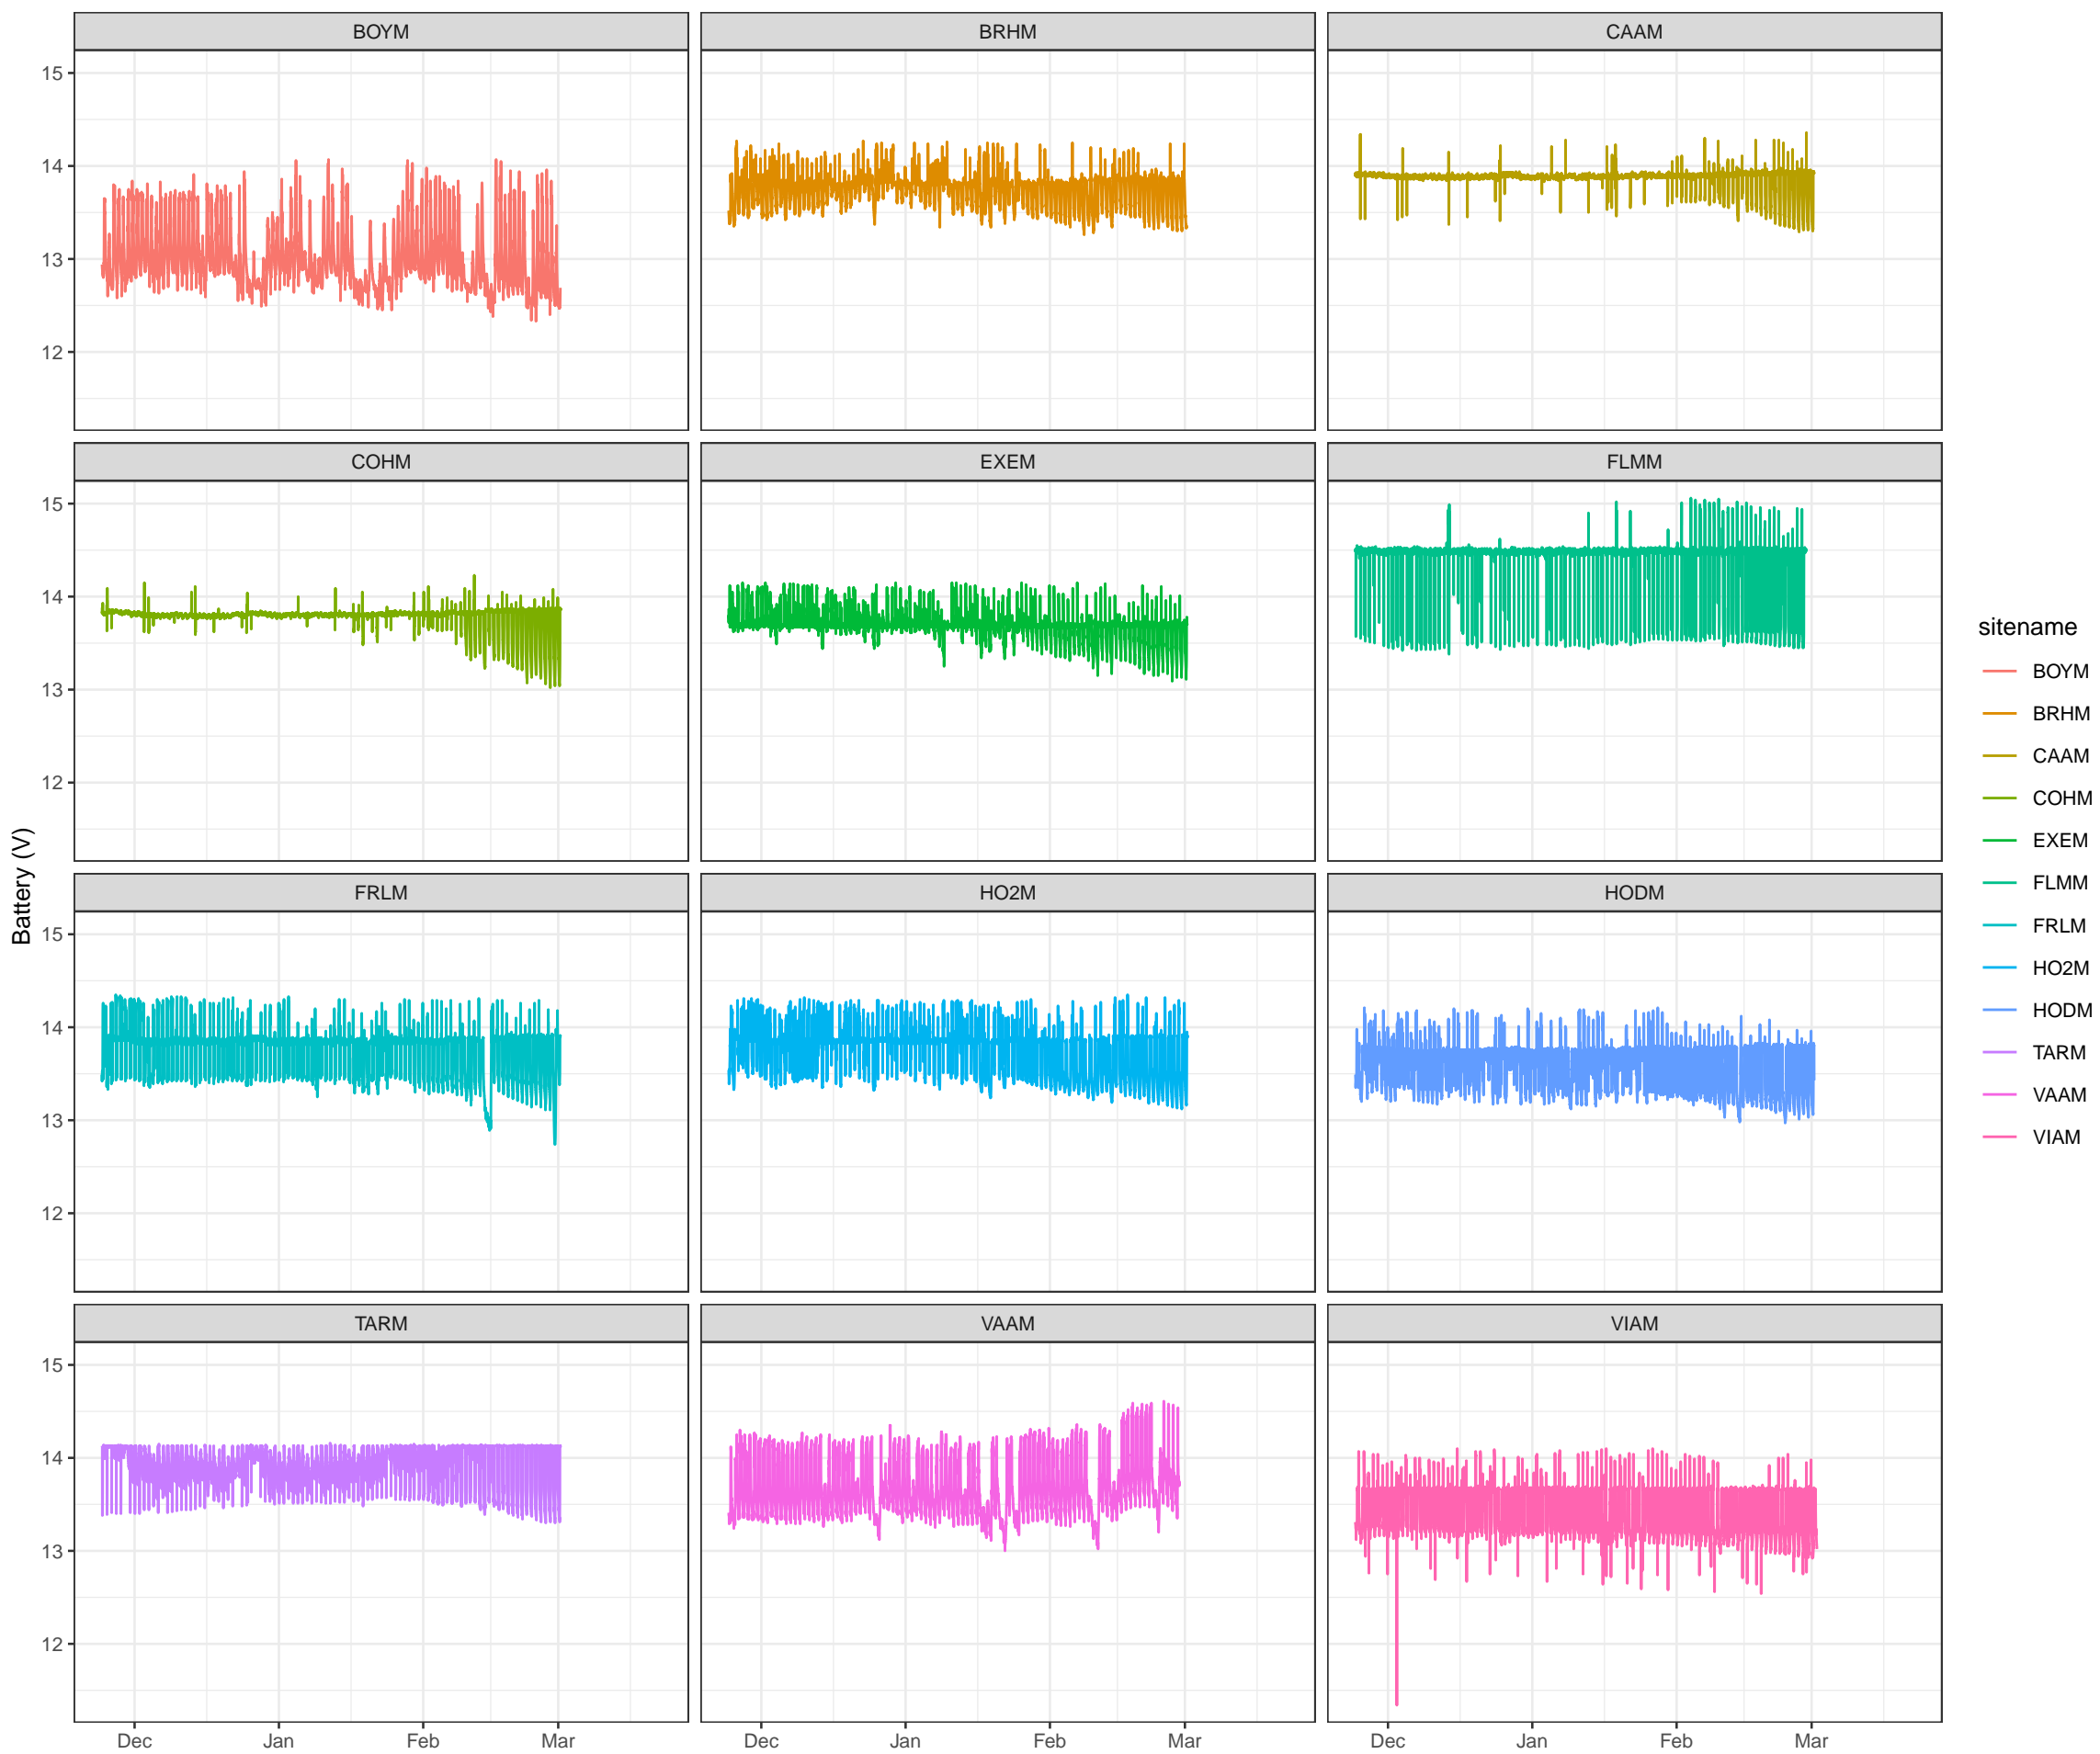 BOYM BRHM CAAM
15
14
13
12
COHM EXEM FLMM
15
14
13
12
Battery (V)
FRLM HO2M HODM
15
14
13
12
TARM VAAM VIAM
15
14
13
12
Dec Jan Feb Mar Dec Jan Feb Mar Dec Jan Feb Mar
sitename
BOYM
BRHM
CAAM
COHM
EXEM
FLMM
FRLM
HO2M
HODM
TARM
VAAM
VIAM